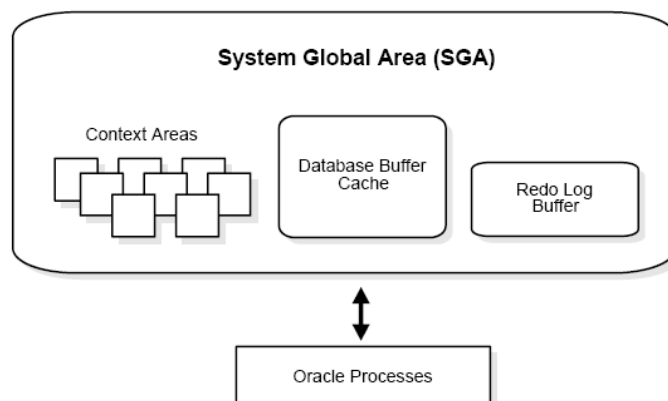 System Global Area (SGA)
Context Areas
Database Buffer
Cache
Redo Log
Buffer
Oracle Processes